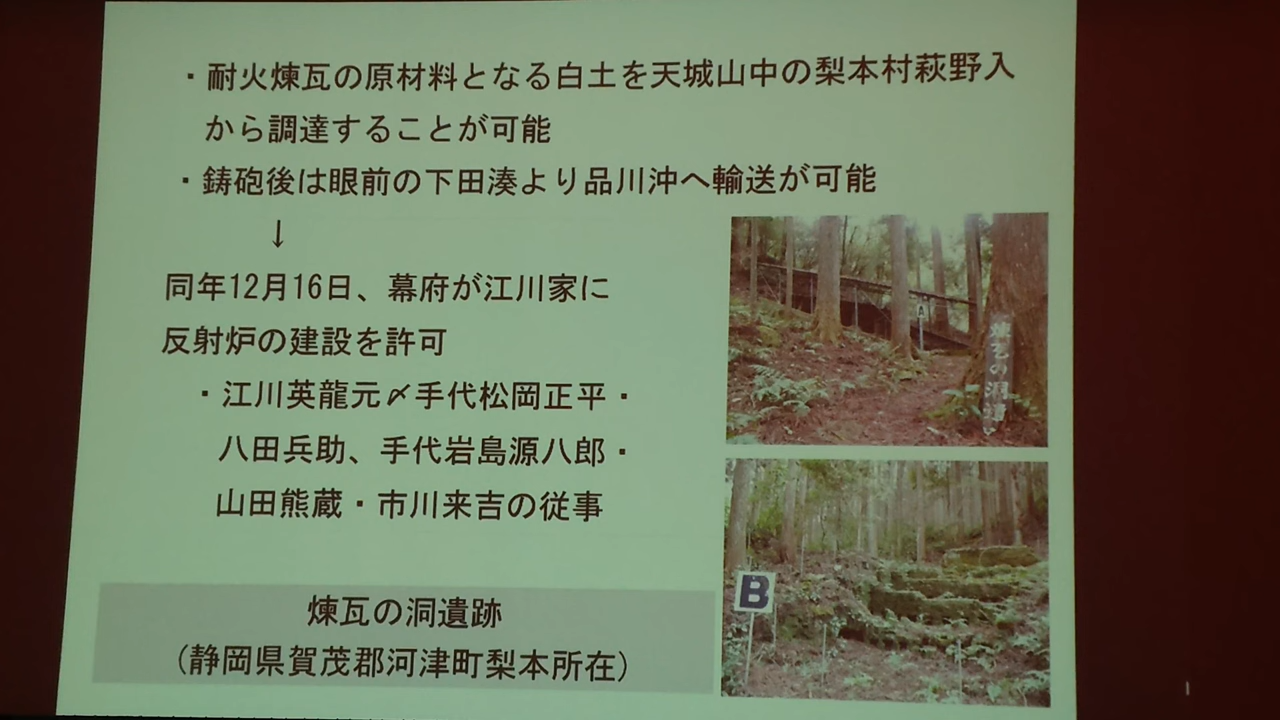 ・耐火煉瓦の原材料となる白土を天城山中の梨本村萩野入
から調達することが可能
・鋳砲後は眼前の下田湊より品川沖へ輸送が可能
↓
同年12月16日、幕府が江川家に
反射炉の建設を許可
・江川英龍元〆手代松岡正平・
八田兵助、手代岩島源八郎・
山田熊蔵・市川来吉の従事
A
煉瓦の洞遺跡
B
煉瓦の洞遺跡
(静岡県賀茂郡河津町梨本所在)